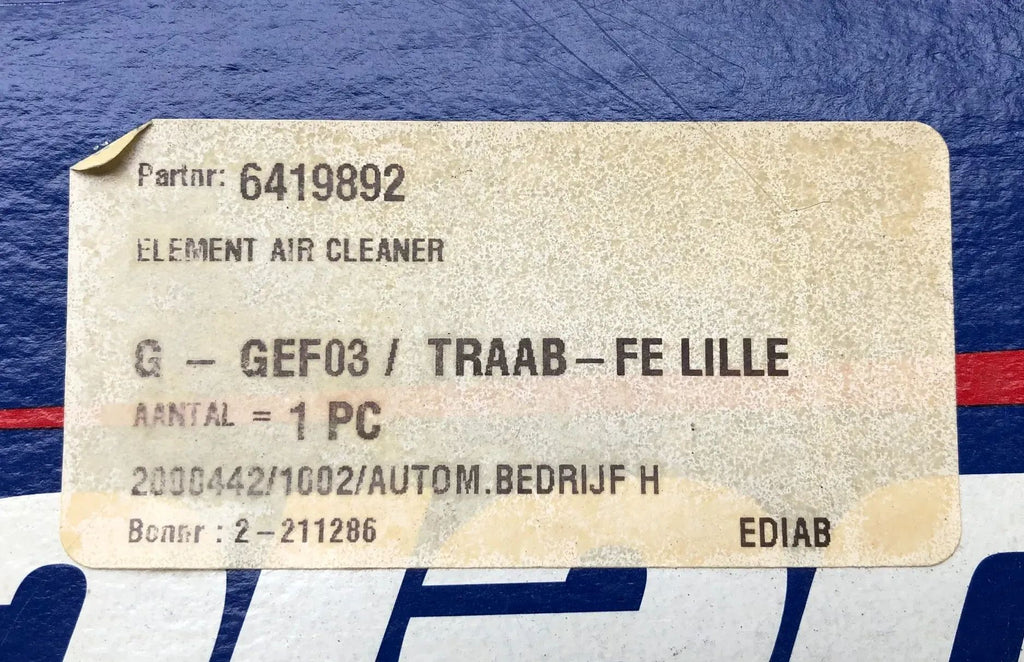 Partnr: 6419892
ELEMENT AIR CLEANER
G - GEF03 / TRAAB-FE LILLE
AANTAL = 1 PC
2000442/1002/AUTOM.BEDRIJF H
Bonnr : 2-211286 EDIAB